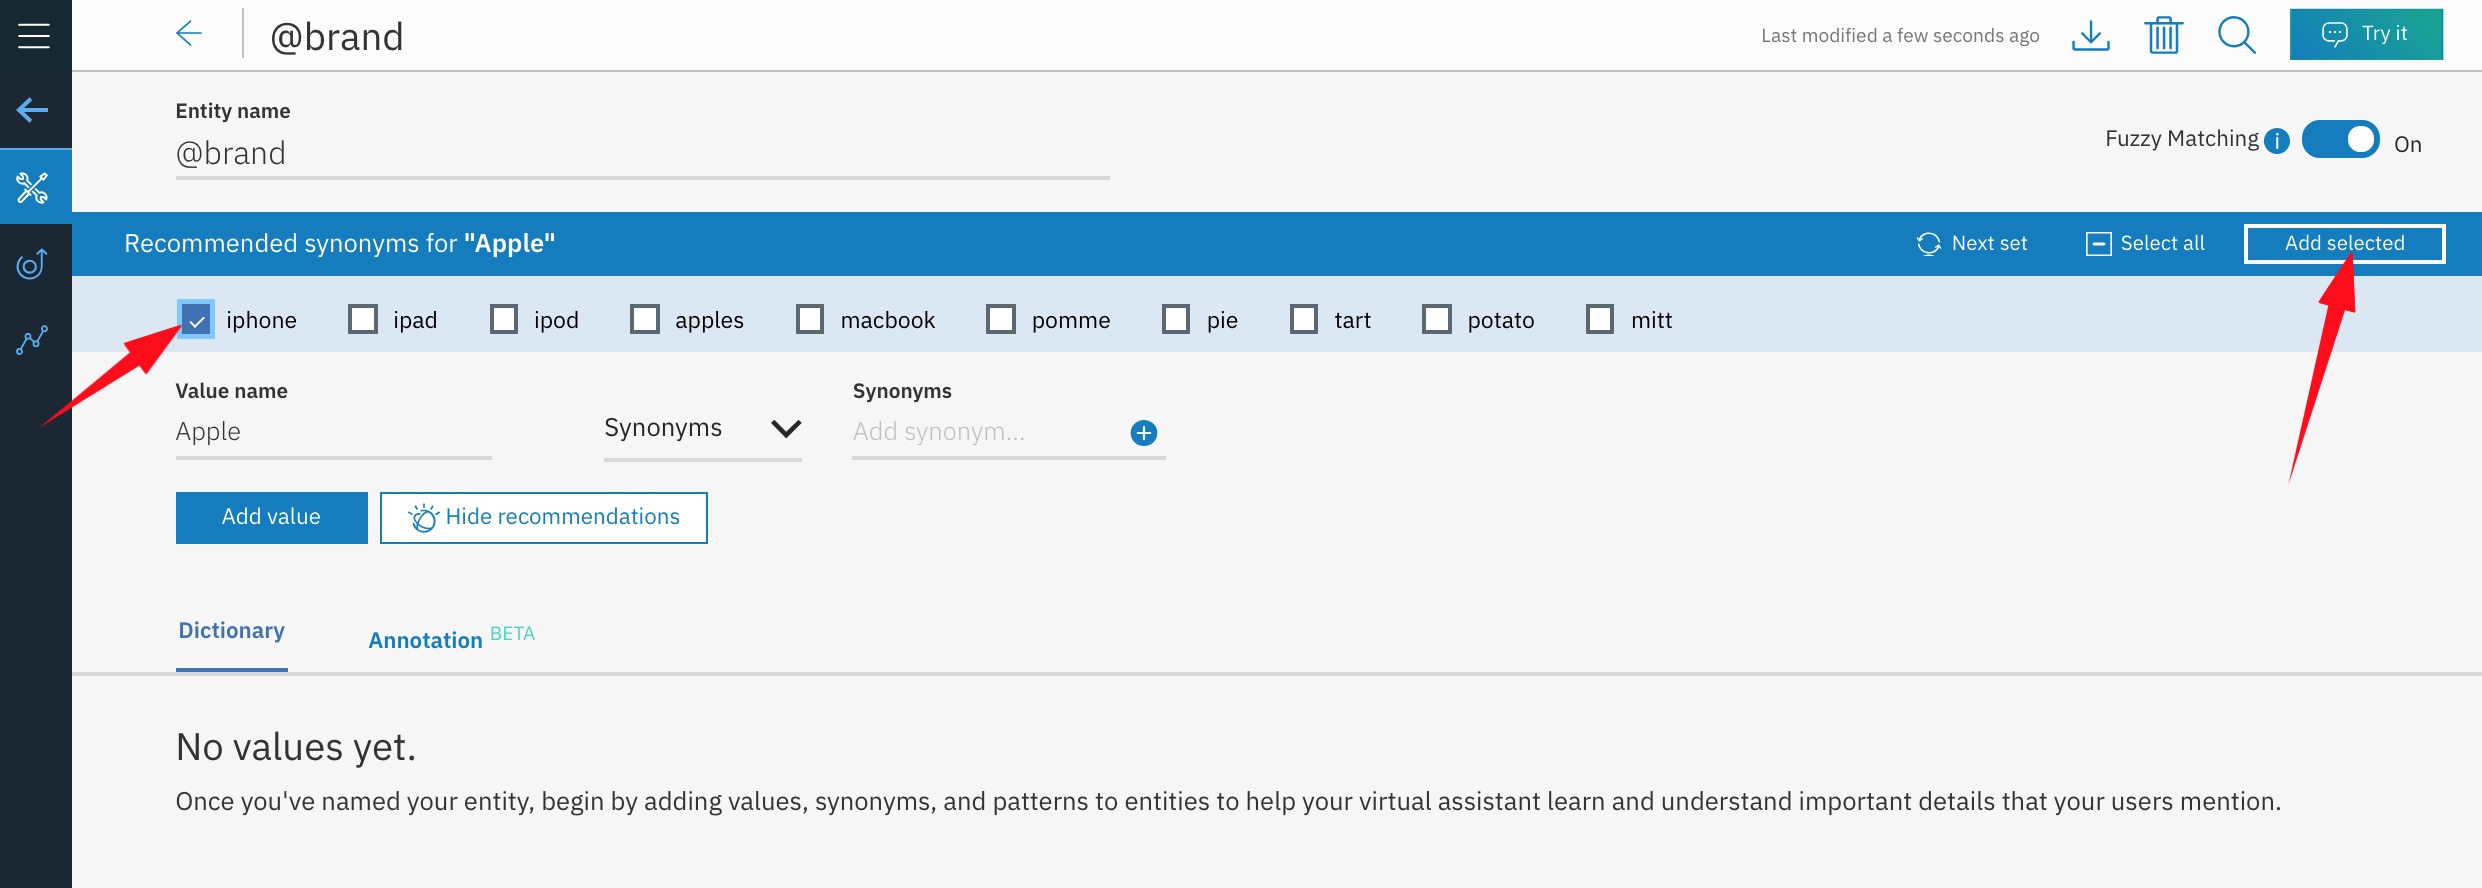 @brand
Last modified a few seconds ago
Try it
Entity name
@brand
Fuzzy Matching i On
Recommended synonyms for "Apple"
Next set
Select all
Add selected
iphone ipad ipod apples macbook pomme pie tart potato mitt
Value name
Apple
Synonyms
Synonyms
Add synonym...
Add value
Hide recommendations
Dictionary
Annotation BETA
No values yet.
Once you've named your entity, begin by adding values, synonyms, and patterns to entities to help your virtual assistant learn and understand important details that your users mention.